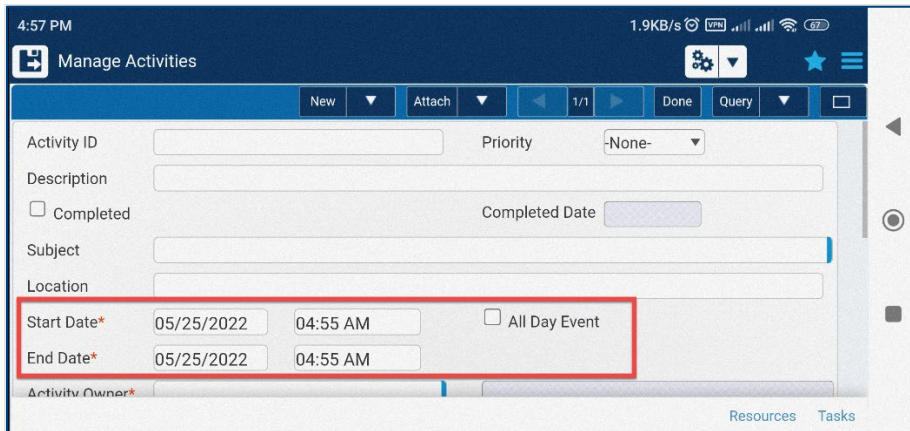 4:57 PM 1.9KB/s VPN 67
Manage Activities
New Attach 1/1 Done Query
Activity ID Priority -None-
Description
Completed Completed Date
Subject
Location
Start Date* 05/25/2022 04:55 AM All Day Event
End Date* 05/25/2022 04:55 AM
Activity Owner*
Resources Tasks